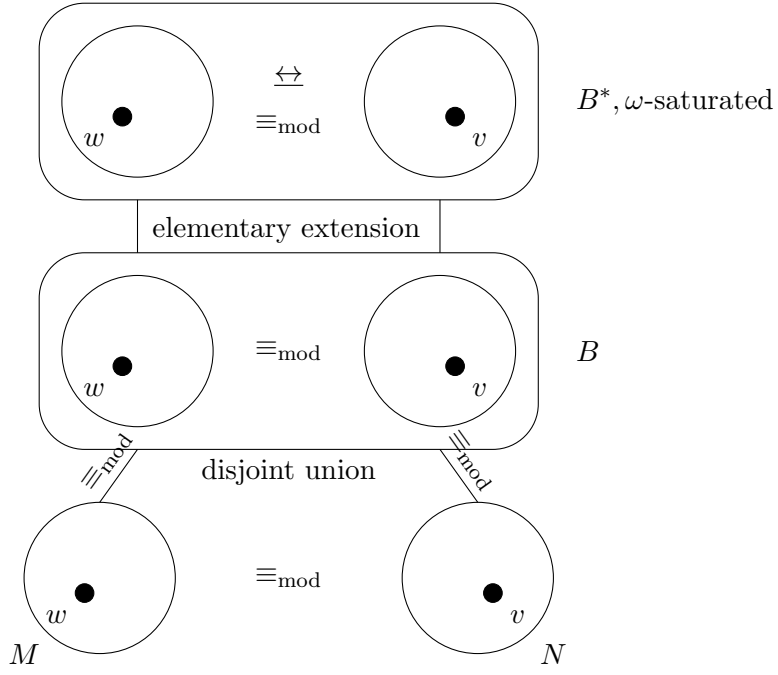 ↔
B*, ω-saturated
≡mod
w
v
elementary extension
≡mod
B
w
v
≡mod
≡mod
disjoint union
≡mod
w
v
M
N